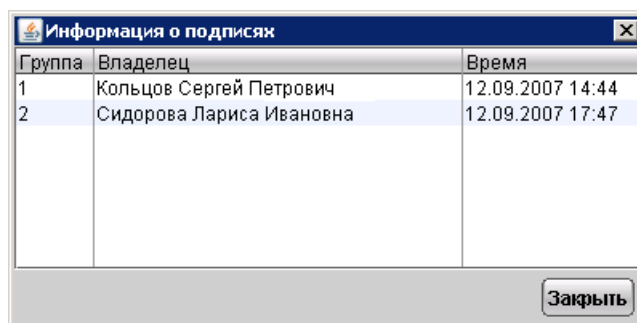 Информация о подписях
Группа Владелец Время
1 Кольцов Сергей Петрович 12.09.2007 14:44
2 Сидорова Лариса Ивановна 12.09.2007 17:47
Закрыть